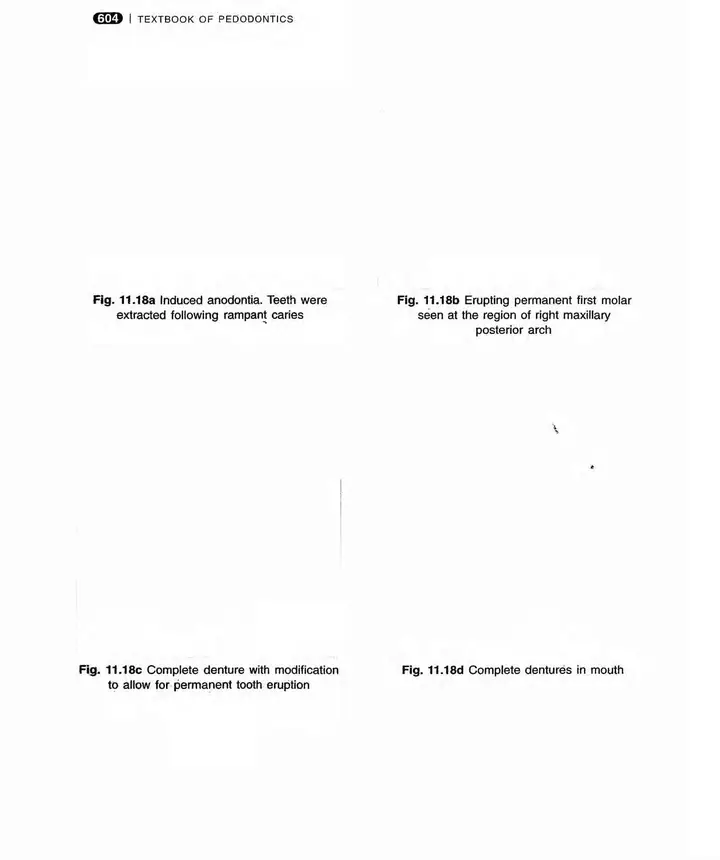 604 | TEXTBOOK OF PEDODONTICS
Fig. 11.18a Induced anodontia. Teeth were
extracted following rampant caries
Fig. 11.18b Erupting permanent first molar
seen at the region of right maxillary
posterior arch
Fig. 11.18c Complete denture with modification
to allow for permanent tooth eruption
Fig. 11.18d Complete dentures in mouth